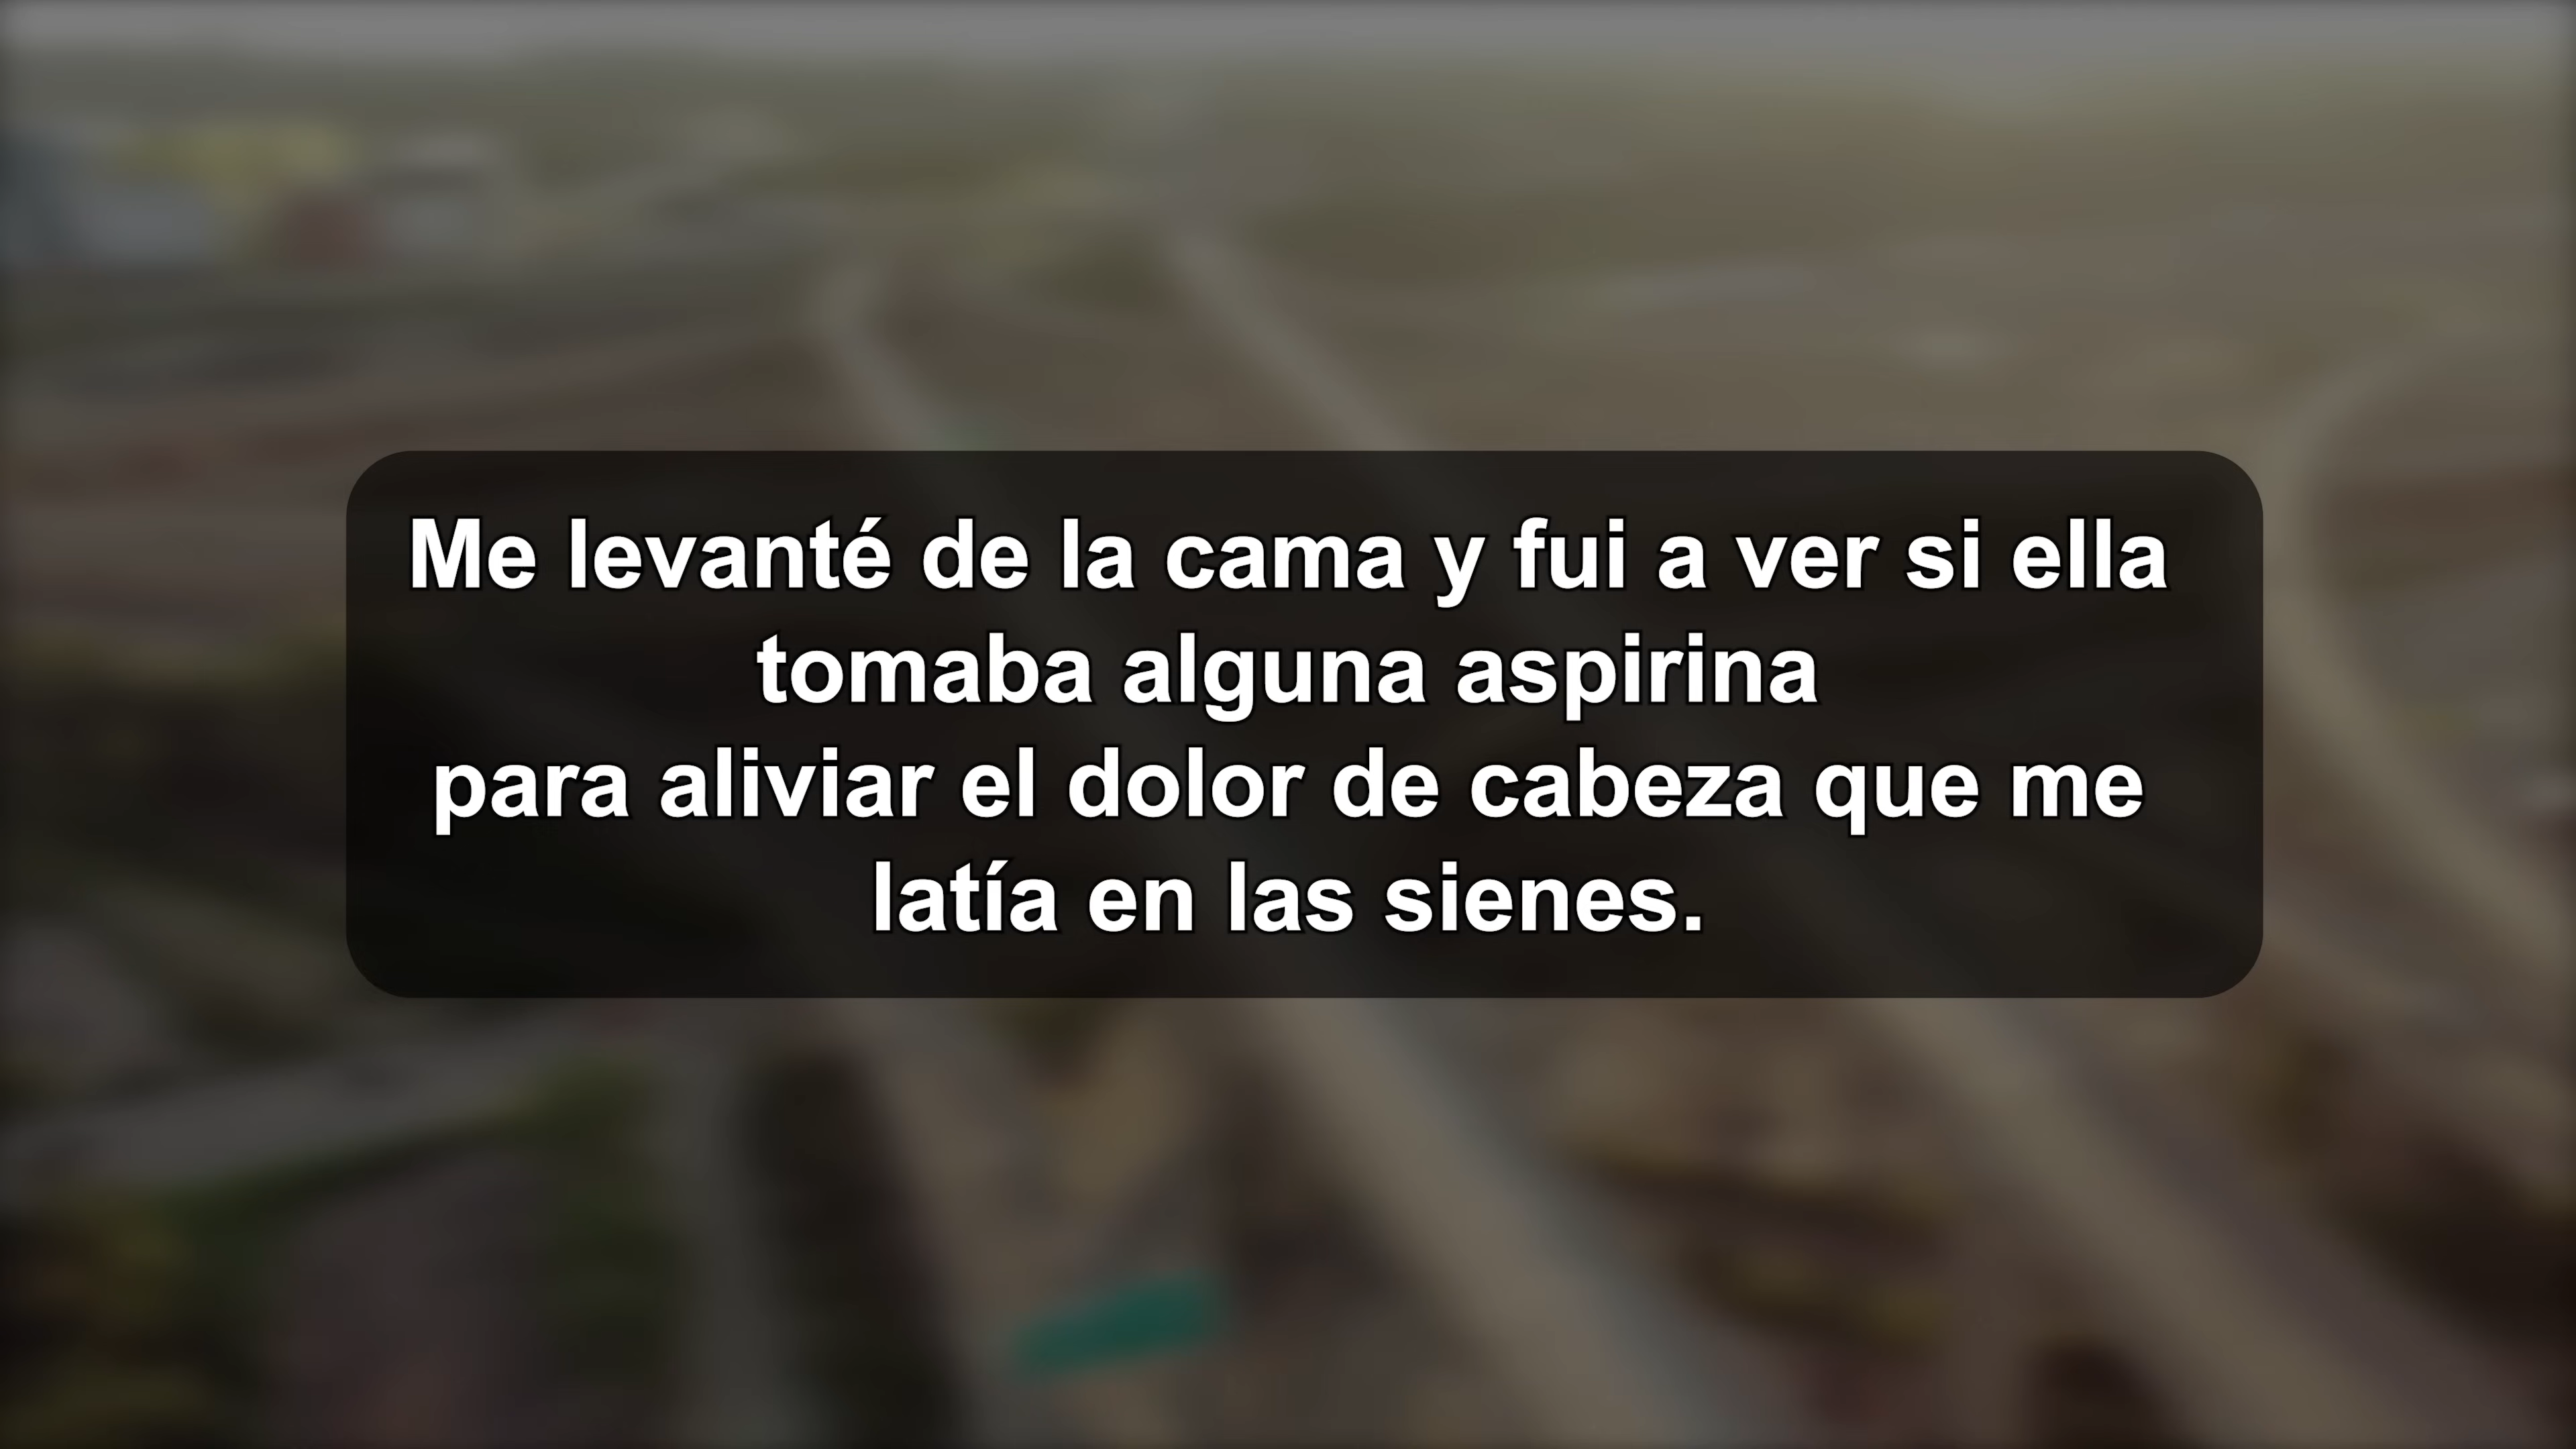 Me levanté de la cama y fui a ver si ella
tomaba alguna aspirina
para aliviar el dolor de cabeza que me
latía en las sienes.